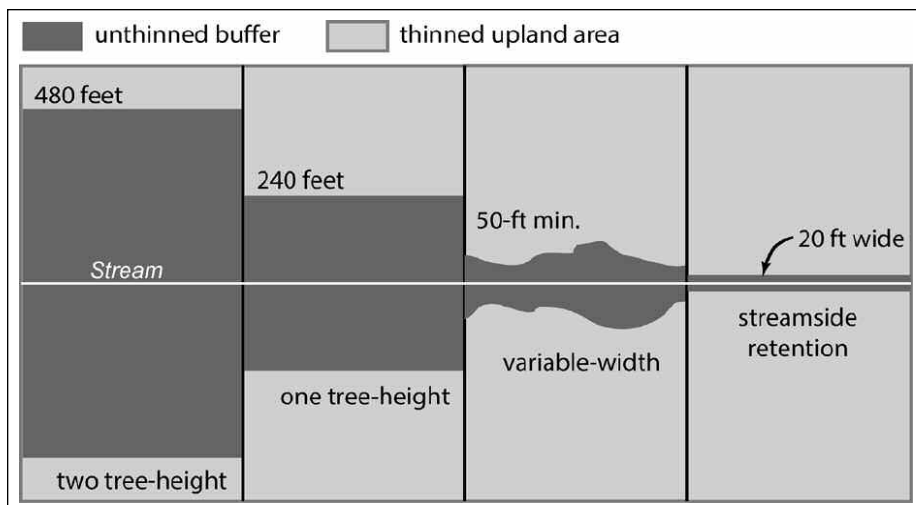 unthinned buffer
thinned upland area
480 feet
240 feet
50-ft min.
20 ft wide
Stream
streamside
retention
variable-width
one tree-height
two tree-height